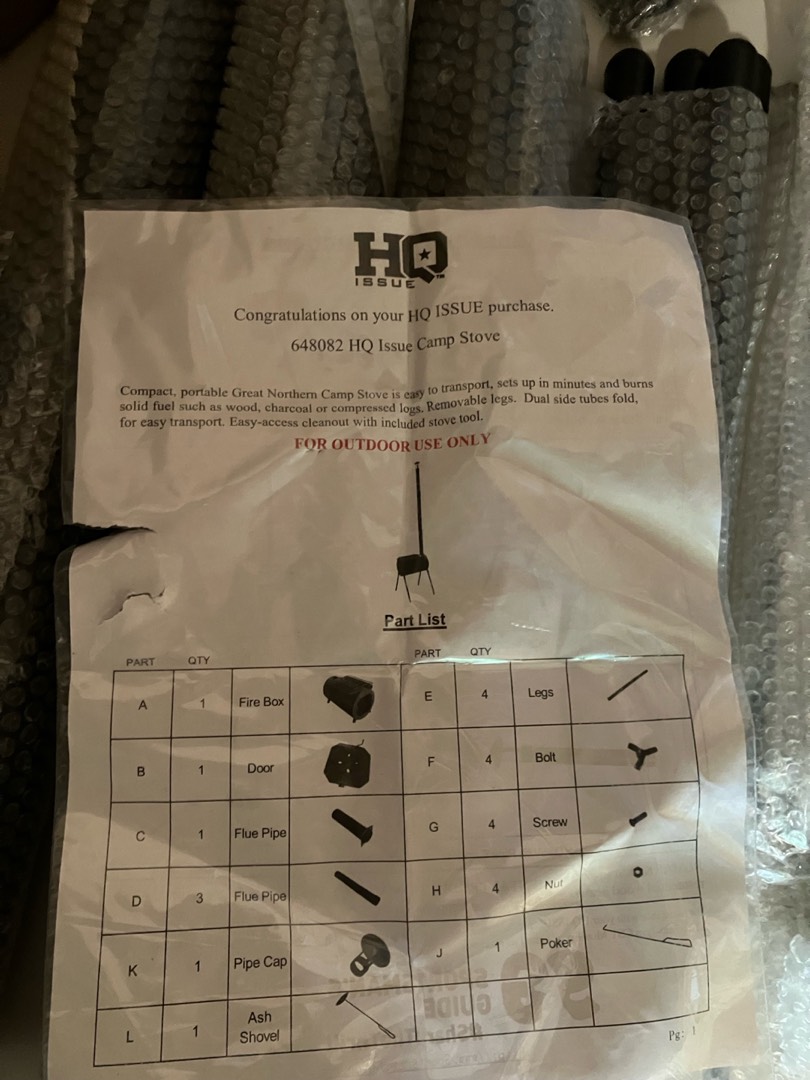 HQ
ISSUE™
Congratulations on your HQ ISSUE purchase.
648082 HQ Issue Camp Stove
Compact, portable Great Northern Camp Stove is easy to transport, sets up in minutes and burns
solid fuel such as wood, charcoal or compressed logs. Removable legs. Dual side tubes fold,
for easy transport. Easy-access cleanout with included stove tool.
FOR OUTDOOR USE ONLY
Part List
PART QTY PART QTY
A 1 Fire Box E 4 Legs
B 1 Door F 4 Bolt
C 1 Flue Pipe G 4 Screw
D 3 Flue Pipe H 4 Nut
K 1 Pipe Cap J 1 Poker
L 1 Ash Shovel
GUIDE
Pg: 1